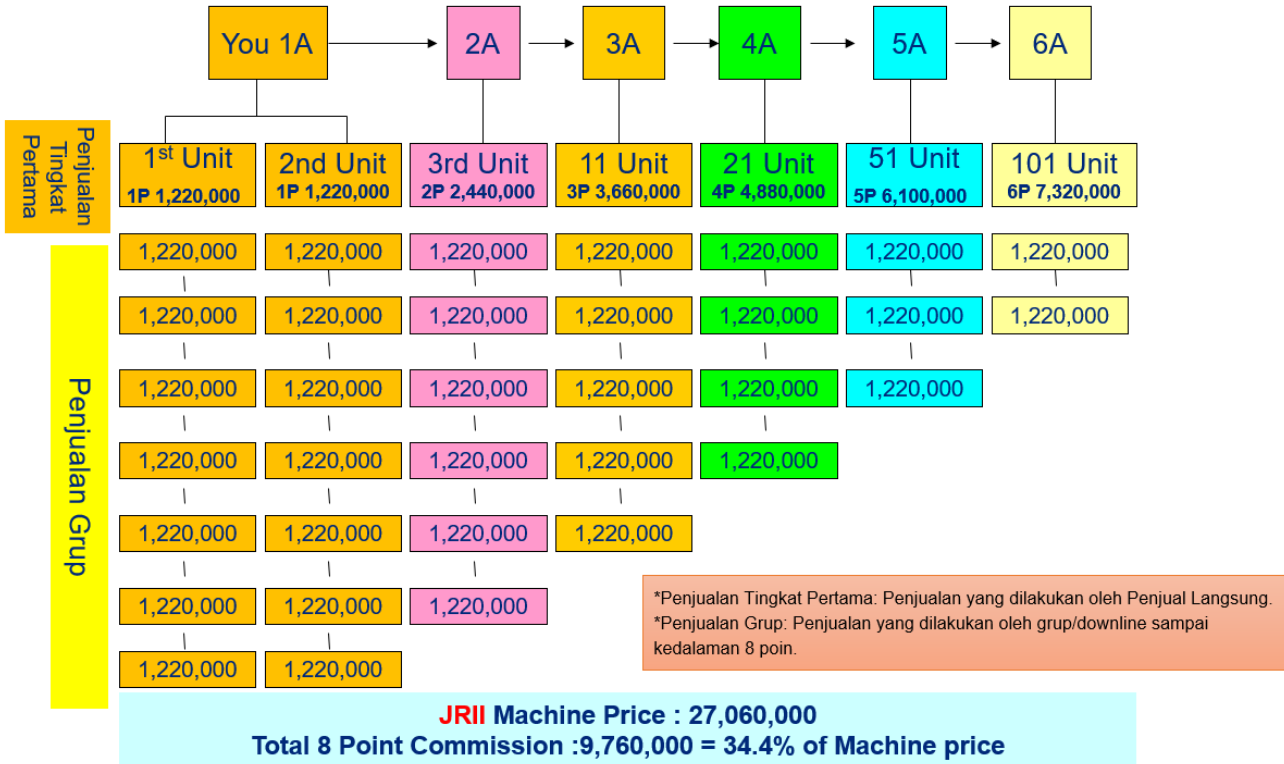 You 1A
2A
3A
4A
5A
6A
Penjualan
Tingkat
Pertama
1st Unit
1P 1,220,000
2nd Unit
1P 1,220,000
3rd Unit
2P 2,440,000
11 Unit
3P 3,660,000
21 Unit
4P 4,880,000
51 Unit
5P 6,100,000
101 Unit
6P 7,320,000
Penjualan Grup
1,220,000 1,220,000 1,220,000 1,220,000 1,220,000 1,220,000 1,220,000
1,220,000 1,220,000 1,220,000 1,220,000 1,220,000 1,220,000 1,220,000
1,220,000 1,220,000 1,220,000 1,220,000 1,220,000 1,220,000
1,220,000 1,220,000 1,220,000 1,220,000 1,220,000
1,220,000 1,220,000 1,220,000 1,220,000
1,220,000 1,220,000 1,220,000
1,220,000 1,220,000
*Penjualan Tingkat Pertama: Penjualan yang dilakukan oleh Penjual Langsung.
*Penjualan Grup: Penjualan yang dilakukan oleh grup/downline sampai
kedalaman 8 poin.
JRII Machine Price : 27,060,000
Total 8 Point Commission :9,760,000 = 34.4% of Machine price